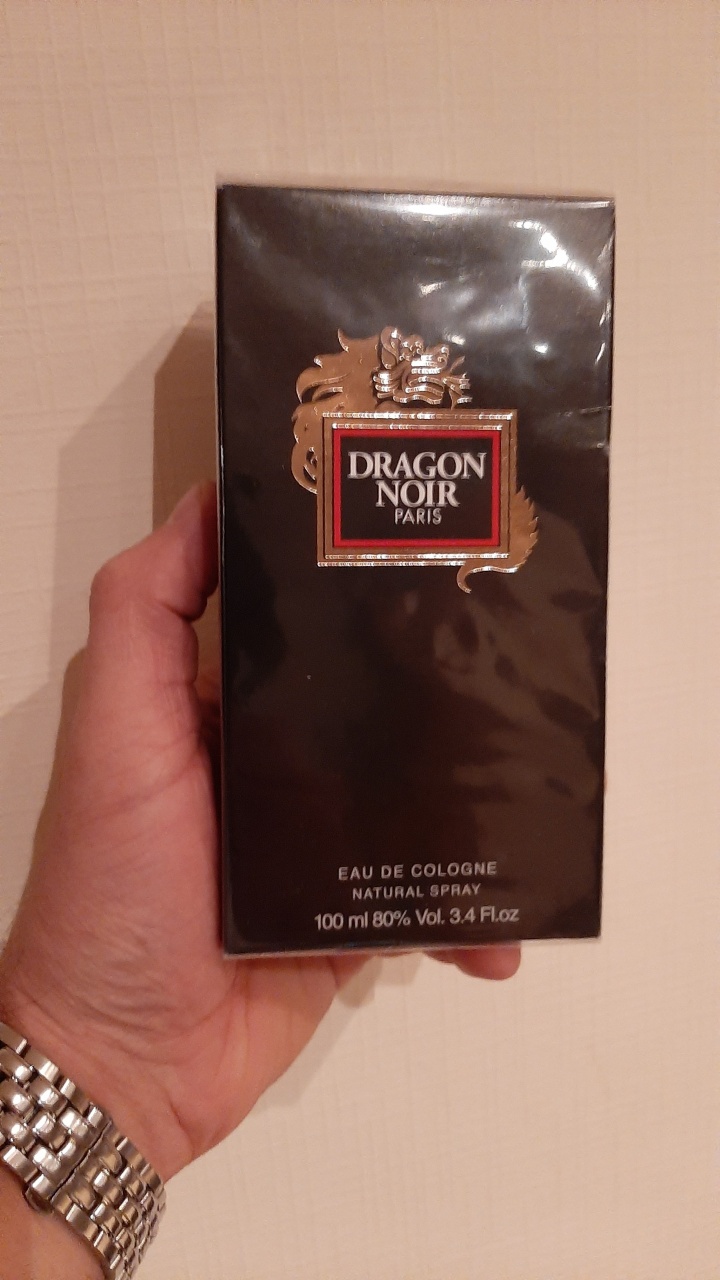 DRAGON
NOIR
PARIS
EAU DE COLOGNE
NATURAL SPRAY
100 ml 80% Vol. 3.4 Fl.oz